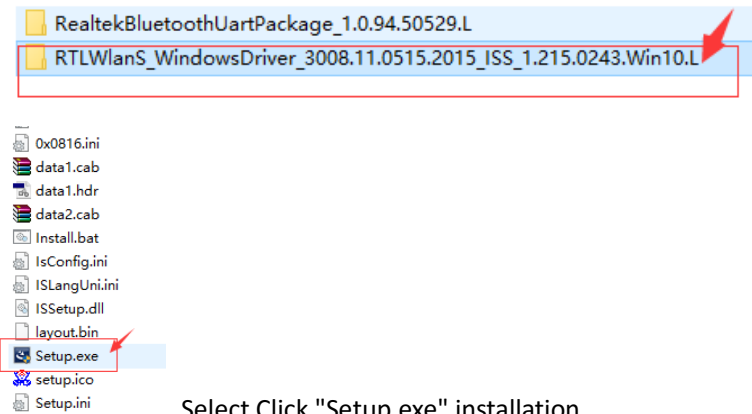 RealtekBluetoothUartPackage_1.0.94.50529.L
RTLWlanS_WindowsDriver_3008.11.0515.2015_ISS_1.215.0243.Win10.L
0x0816.ini
data1.cab
data1.hdr
data2.cab
Install.bat
IsConfig.ini
ISLangUni.ini
ISSetup.dll
layout.bin
Setup.exe
setup.ico
Setup.ini
Select Click "Setup.exe" installation